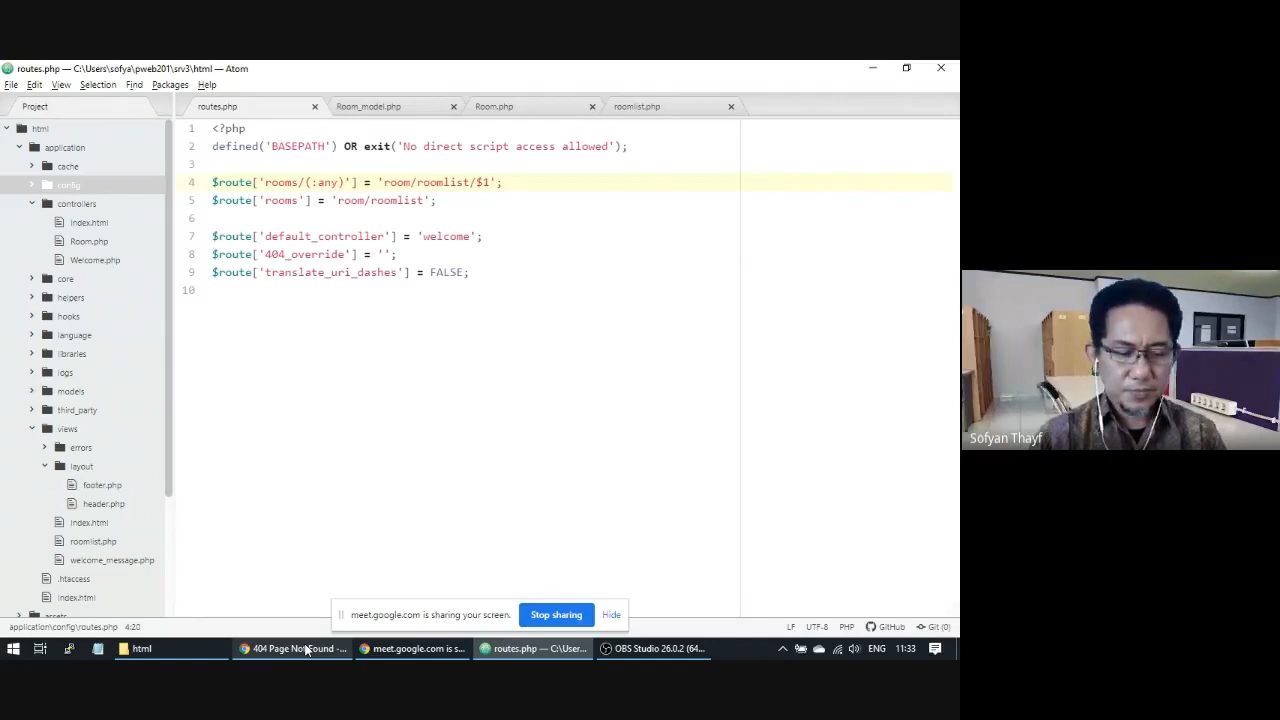 routes.php — C:\Users\sofya\pweb201\srv3\html — Atom
File Edit View Selection Find Packages Help
Project
routes.php
Room_model.php
Room.php
roomlist.php
html
application
cache
config
controllers
index.html
Room.php
Welcome.php
core
helpers
hooks
language
libraries
logs
models
third_party
views
errors
layout
footer.php
header.php
index.html
roomlist.php
welcome_message.php
.htaccess
index.html
assets
1 <?php
2 defined('BASEPATH') OR exit('No direct script access allowed');
3
4 $route['rooms/(:any)'] = 'room/roomlist/$1';
5 $route['rooms'] = 'room/roomlist';
6
7 $route['default_controller'] = 'welcome';
8 $route['404_override'] = '';
9 $route['translate_uri_dashes'] = FALSE;
10
Sofyan Thayf
meet.google.com is sharing your screen. Stop sharing Hide
application\config\routes.php 4:20 LF UTF-8 PHP GitHub Git (0)
html
404 Page Not Found -...
meet.google.com is s...
routes.php — C:\User...
OBS Studio 26.0.2 (64...
ENG 11:33